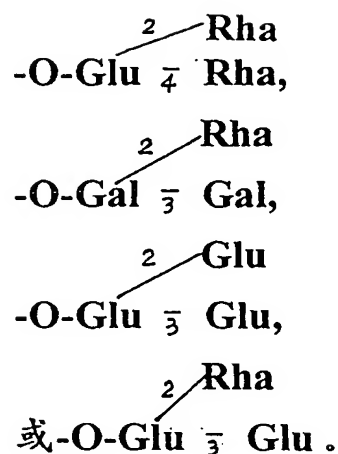 2 Rha
-O-Glu 4 Rha,
2 Rha
-O-Gal 3 Gal,
2 Glu
-O-Glu 3 Glu,
2 Rha
或-O-Glu 3 Glu。